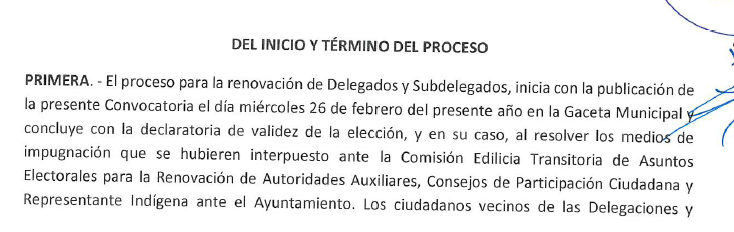 DEL INICIO Y TÉRMINO DEL PROCESO
PRIMERA. - El proceso para la renovación de Delegados y Subdelegados, inicia con la publicación de
la presente Convocatoria el día miércoles 26 de febrero del presente año en la Gaceta Municipal y
concluye con la declaratoria de validez de la elección, y en su caso, al resolver los medios de
impugnación que se hubieren interpuesto ante la Comisión Edilicia Transitoria de Asuntos
Electorales para la Renovación de Autoridades Auxiliares, Consejos de Participación Ciudadana y
Representante Indígena ante el Ayuntamiento. Los ciudadanos vecinos de las Delegaciones y